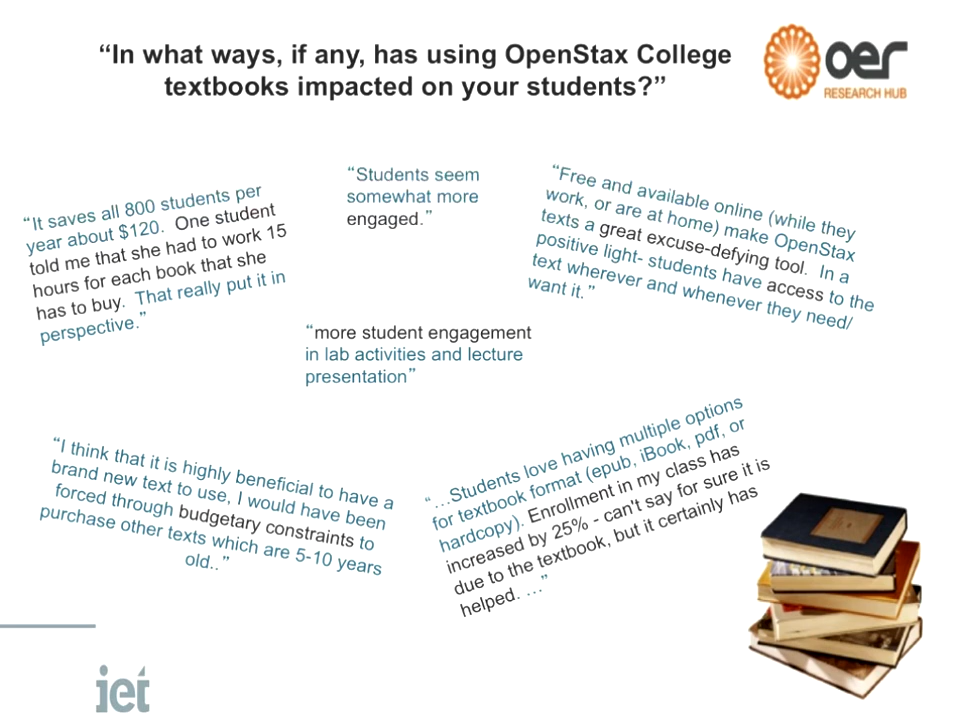 “In what ways, if any, has using OpenStax College
textbooks impacted on your students?”
oer
RESEARCH HUB
“It saves all 800 students per
year about $120. One student
told me that she had to work 15
hours for each book that she
has to buy. That really put it in
perspective.”
“Students seem
somewhat more
engaged.”
“Free and available online (while they
work, or are at home) make OpenStax
texts a great excuse-defying tool. In a
positive light- students have access to the
text wherever and whenever they need/
want it.”
“more student engagement
in lab activities and lecture
presentation”
“I think that it is highly beneficial to have a
brand new text to use, I would have been
forced through budgetary constraints to
purchase other texts which are 5-10 years
old..”
“…Students love having multiple options
for textbook format (epub, iBook, pdf, or
hardcopy). Enrollment in my class has
increased by 25% - can't say for sure it is
due to the textbook, but it certainly has
helped. …”
iet